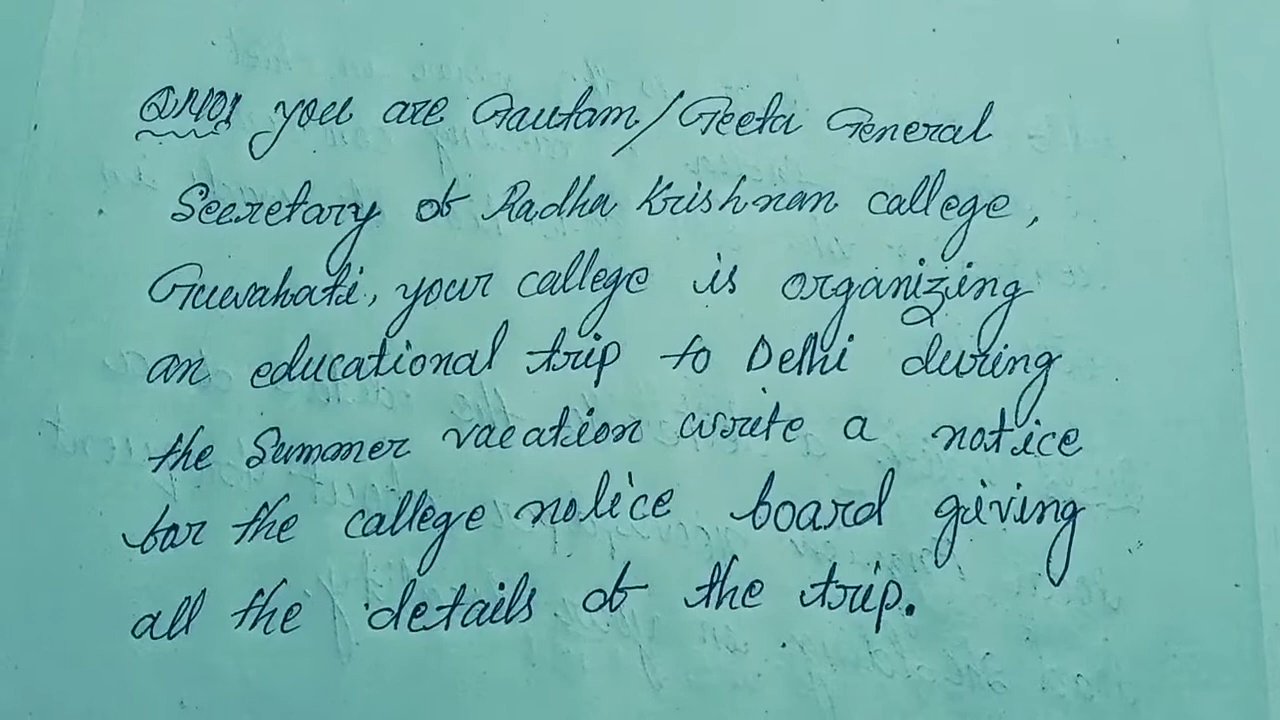 Q.No1 you are Gautam/Geeta General
Secretary of Radha Krishnan callege,
Guwahati, your callege is organizing
an educational trip to Delhi during
the Summer vacation write a notice
for the callege notice board giving
all the details of the trip.